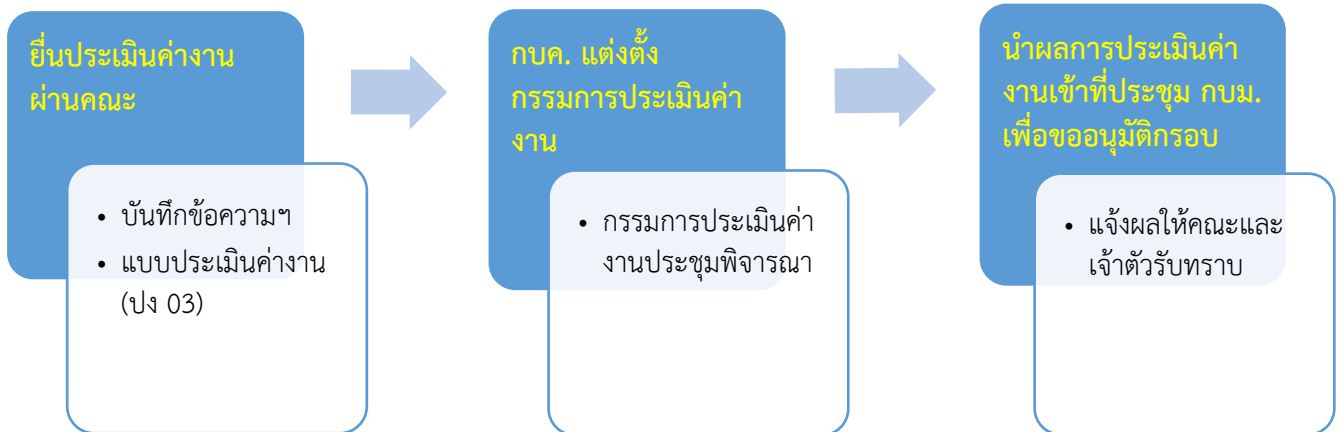 ยื่นประเมินค่างาน
ผ่านคณะ
• บันทึกข้อความฯ
• แบบประเมินค่างาน
(ปง 03)
กบค. แต่งตั้ง
กรรมการประเมินค่า
งาน
• กรรมการประเมินค่า
งานประชุมพิจารณา
นำผลการประเมินค่า
งานเข้าที่ประชุม กบม.
เพื่อขออนุมัติกรอบ
• แจ้งผลให้คณะและ
เจ้าตัวรับทราบ